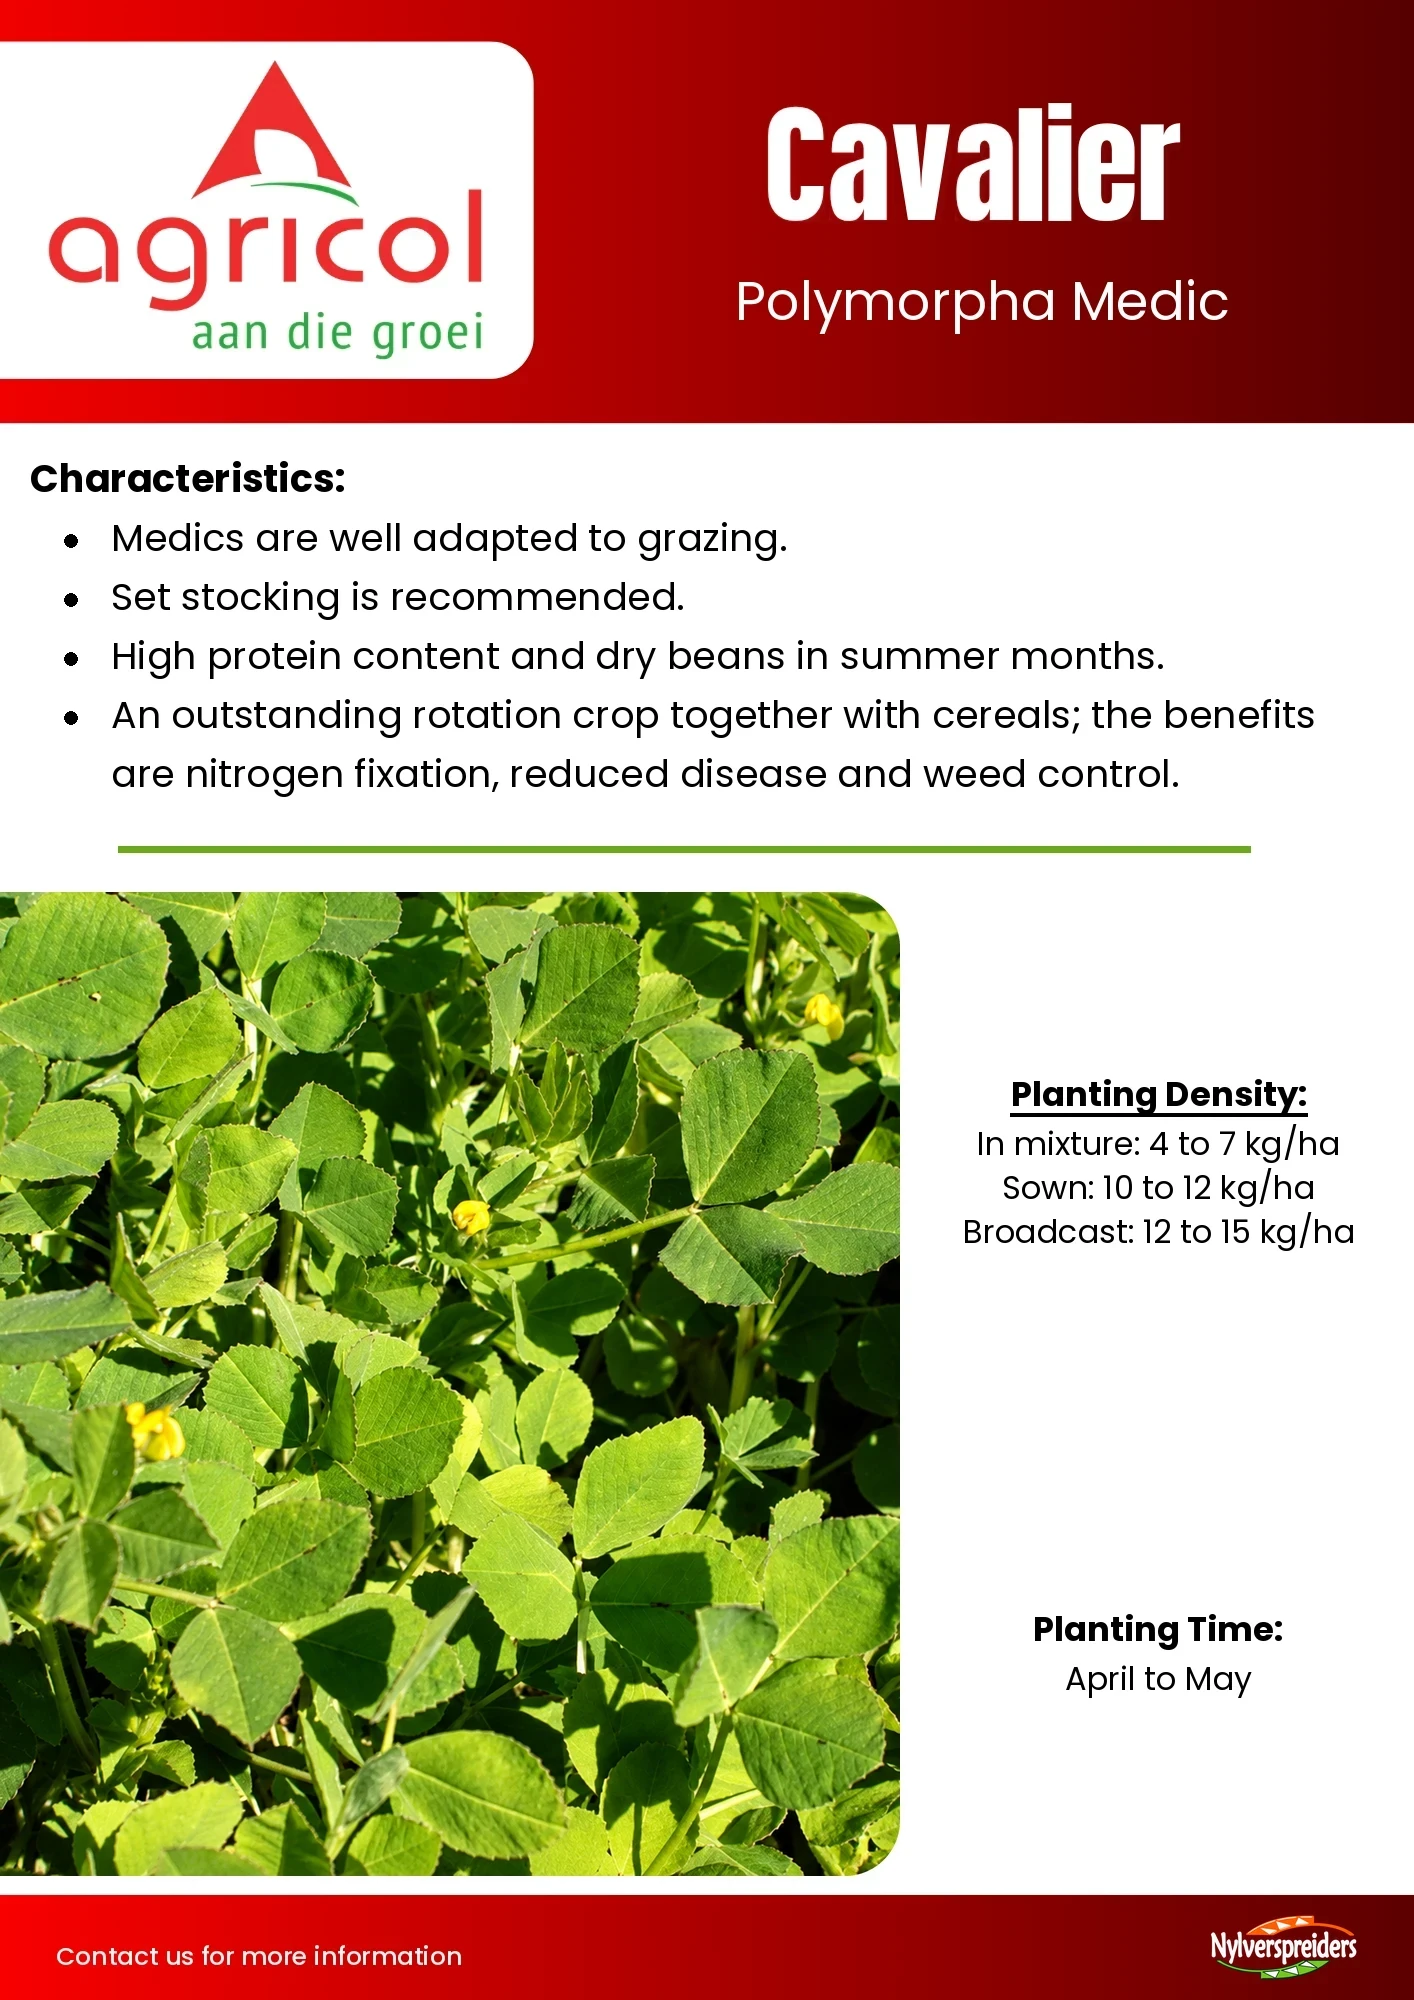 agricol
aan die groei
Cavalier
Polymorpha Medic
Characteristics:
• Medics are well adapted to grazing.
• Set stocking is recommended.
• High protein content and dry beans in summer months.
• An outstanding rotation crop together with cereals; the benefits
are nitrogen fixation, reduced disease and weed control.
Planting Density:
In mixture: 4 to 7 kg/ha
Sown: 10 to 12 kg/ha
Broadcast: 12 to 15 kg/ha
Planting Time:
April to May
Contact us for more information
Nylverspreiders